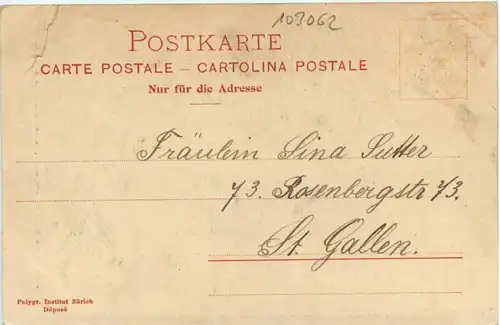 103062
POSTKARTE
CARTE POSTALE — CARTOLINA POSTALE
Nur für die Adresse
Fräulein Lina Sutter
73. Rosenbergstr 73.
St. Gallen.
Polygr. Institut Zürich
Déposé